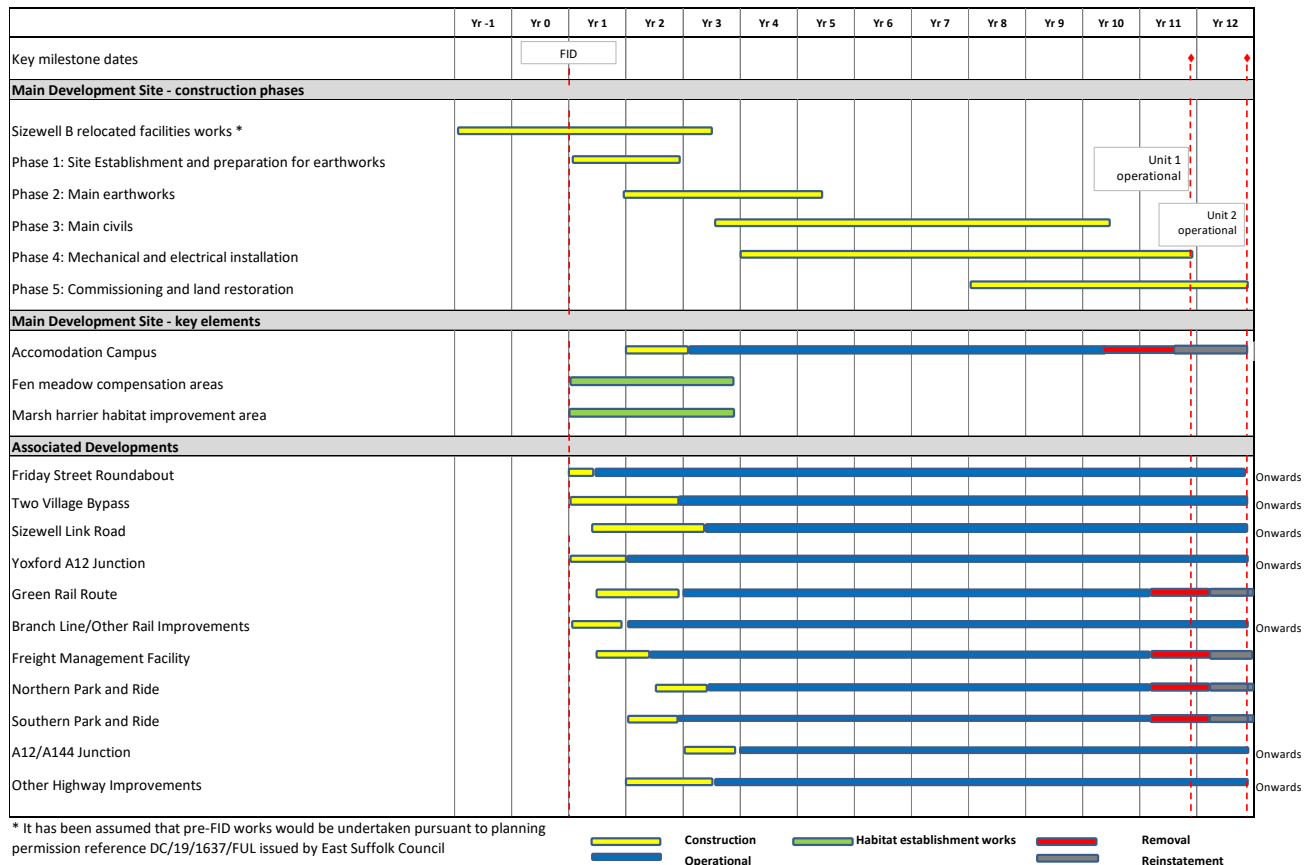 Yr -1 Yr 0 Yr 1 Yr 2 Yr 3 Yr 4 Yr 5 Yr 6 Yr 7 Yr 8 Yr 9 Yr 10 Yr 11 Yr 12
Key milestone dates
FID
Main Development Site - construction phases
Sizewell B relocated facilities works *
Phase 1: Site Establishment and preparation for earthworks
Unit 1
operational
Phase 2: Main earthworks
Phase 3: Main civils
Unit 2
operational
Phase 4: Mechanical and electrical installation
Phase 5: Commissioning and land restoration
Main Development Site - key elements
Accomodation Campus
Fen meadow compensation areas
Marsh harrier habitat improvement area
Associated Developments
Friday Street Roundabout Onwards
Two Village Bypass Onwards
Sizewell Link Road Onwards
Yoxford A12 Junction Onwards
Green Rail Route
Branch Line/Other Rail Improvements Onwards
Freight Management Facility
Northern Park and Ride
Southern Park and Ride
A12/A144 Junction Onwards
Other Highway Improvements Onwards
* It has been assumed that pre-FID works would be undertaken pursuant to planning
permission reference DC/19/1637/FUL issued by East Suffolk Council
Construction Habitat establishment works Removal
Operational Reinstatement